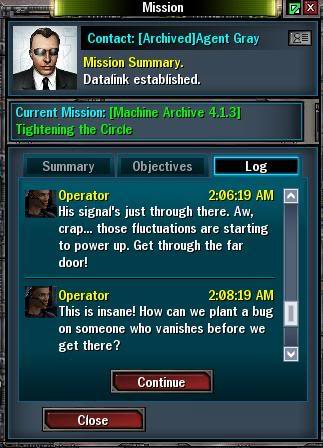 Mission
Contact: [Archived]Agent Gray
Mission Summary.
Datalink established.
Current Mission: [Machine Archive 4.1.3]
Tightening the Circle
Summary Objectives Log
Operator 2:06:19 AM
His signal's just through there. Aw,
crap... those fluctuations are starting
to power up. Get through the far
door!
Operator 2:08:19 AM
This is insane! How can we plant a bug
on someone who vanishes before we
get there?
Continue
Close